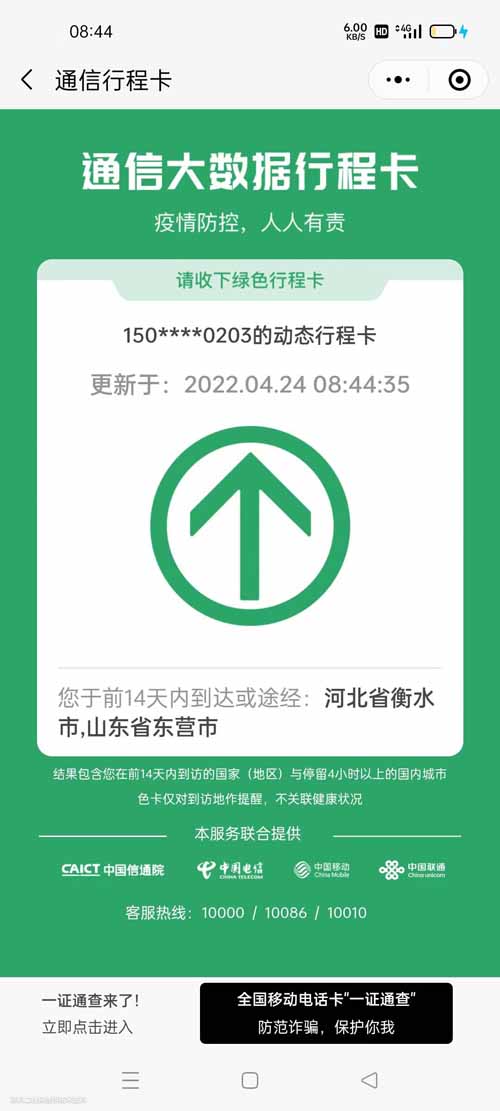 08:44
6.00 KB/S HD 4G
通信行程卡
通信大数据行程卡
疫情防控，人人有责
请收下绿色行程卡
150****0203的动态行程卡
更新于：2022.04.24 08:44:35
您于前14天内到达或途经：河北省衡水
市,山东省东营市
结果包含您在前14天内到访的国家（地区）与停留4小时以上的国内城市
色卡仅对到访地作提醒，不关联健康状况
本服务联合提供
CAICT 中国信通院 中国电信 CHINA TELECOM 中国移动 China Mobile 中国联通 China unicom
客服热线：10000 / 10086 / 10010
一证通查来了！
立即点击进入
全国移动电话卡"一证通查"
防范诈骗，保护你我